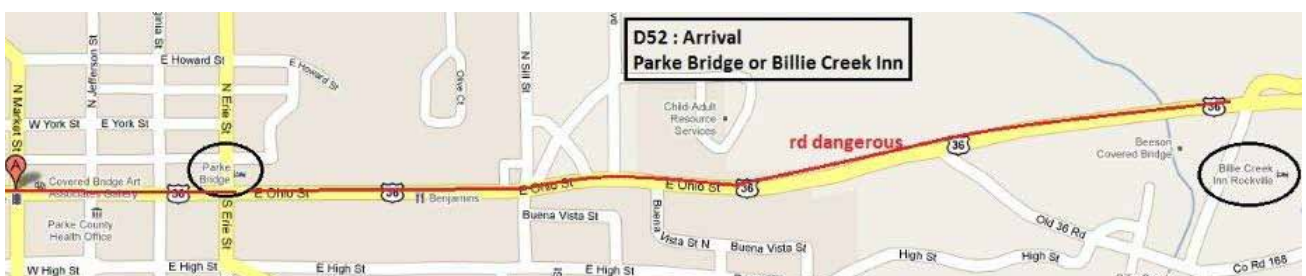 D52 : Arrival
Parke Bridge or Billie Creek Inn
N Jefferson St
E Howard St
E Howard St
N Market St
N Erie St
Olive Ct
N Sill St
W York St
E York St
Child-Adult
Resource
Services
rd dangerous
36
36
Beeson
Covered Bridge
A
Parke
Bridge
Billie Creek
Inn Rockville
Covered Bridge Art
Associates Gallery
36
E Ohio St
36
Benjamins
E Ohio St
E Ohio St
36
Parke County
Health Office
S Erie St
Buena Vista St
Buena
Vista St N
Buena Vista St
Old 36 Rd
High St
High St
Co Rd 168
W High St
E High St
E High St
E High St